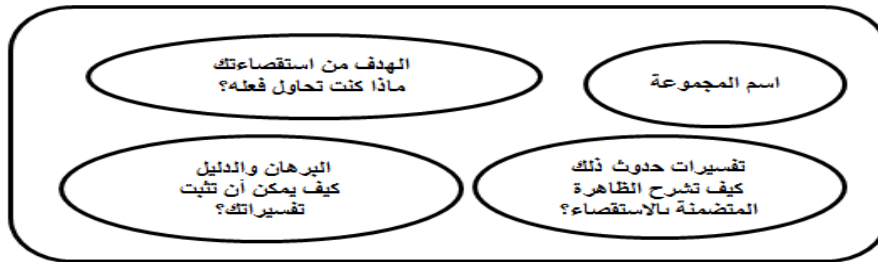 اسم المجموعة
الهدف من استقصاءتك
ماذا كنت تحاول فعله؟
تفسيرات حدوث ذلك
كيف تشرح الظاهرة
المتضمنة بالاستقصاء؟
البرهان والدليل
كيف يمكن أن تثبت
تفسيراتك؟